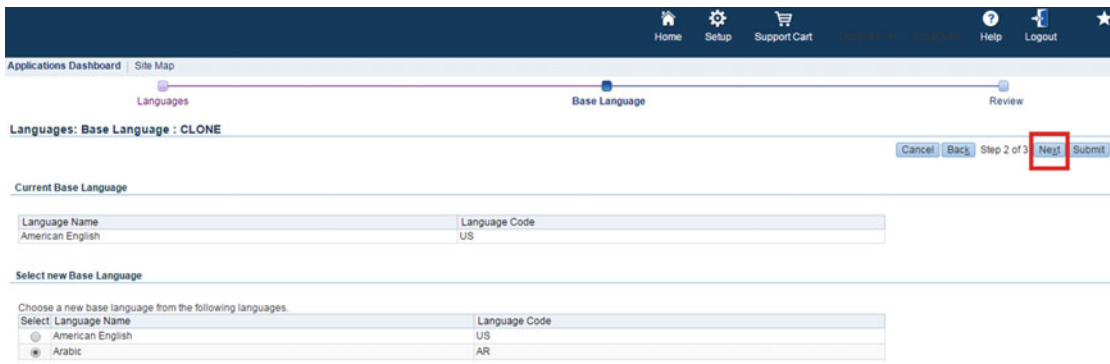 Home Setup Support Cart Help Logout
Applications Dashboard | Site Map
Languages Base Language Review
Languages: Base Language : CLONE
Cancel Back Step 2 of 3 Next Submit
Current Base Language
Language Name Language Code
American English US
Select new Base Language
Choose a new base language from the following languages.
Select Language Name Language Code
American English US
Arabic AR